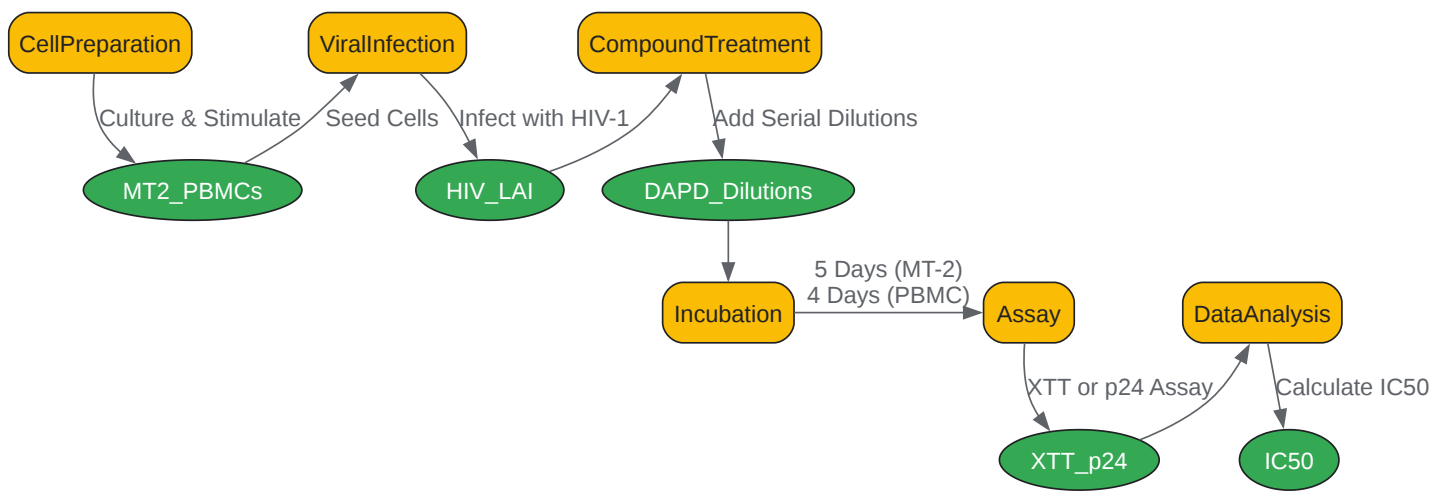 CellPreparation
ViralInfection
CompoundTreatment
Culture & Stimulate
Seed Cells
Infect with HIV-1
Add Serial Dilutions
MT2_PBMCs
HIV_LAI
DAPD_Dilutions
5 Days (MT-2)
4 Days (PBMC)
Incubation
Assay
DataAnalysis
XTT or p24 Assay
Calculate IC50
XTT_p24
IC50